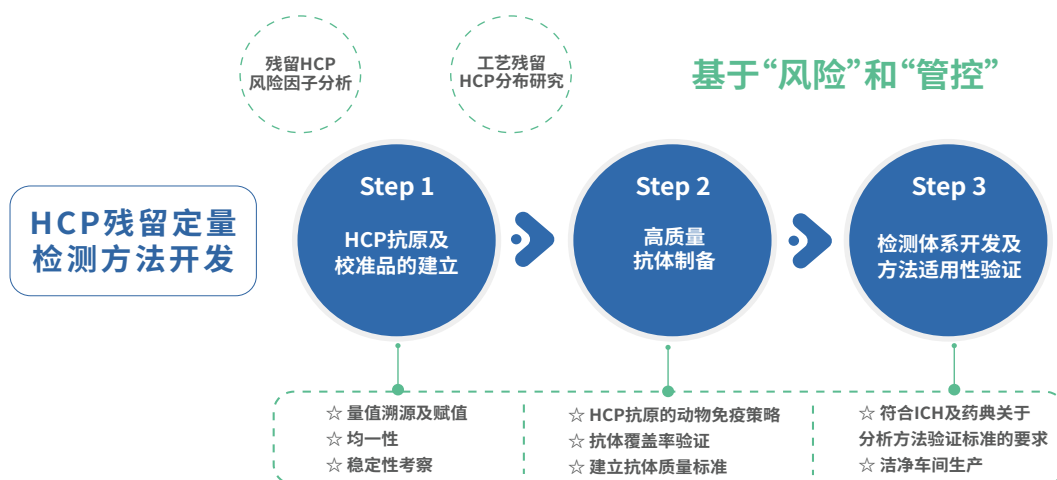 残留HCP
风险因子分析
工艺残留
HCP分布研究
基于“风险”和“管控”
HCP残留定量
检测方法开发
Step 1
HCP抗原及
校准品的建立
Step 2
高质量
抗体制备
Step 3
检测体系开发及
方法适用性验证
☆ 量值溯源及赋值
☆ 均一性
☆ 稳定性考察
☆ HCP抗原的动物免疫策略
☆ 抗体覆盖率验证
☆ 建立抗体质量标准
☆ 符合ICH及药典关于
分析方法验证标准的要求
☆ 洁净车间生产